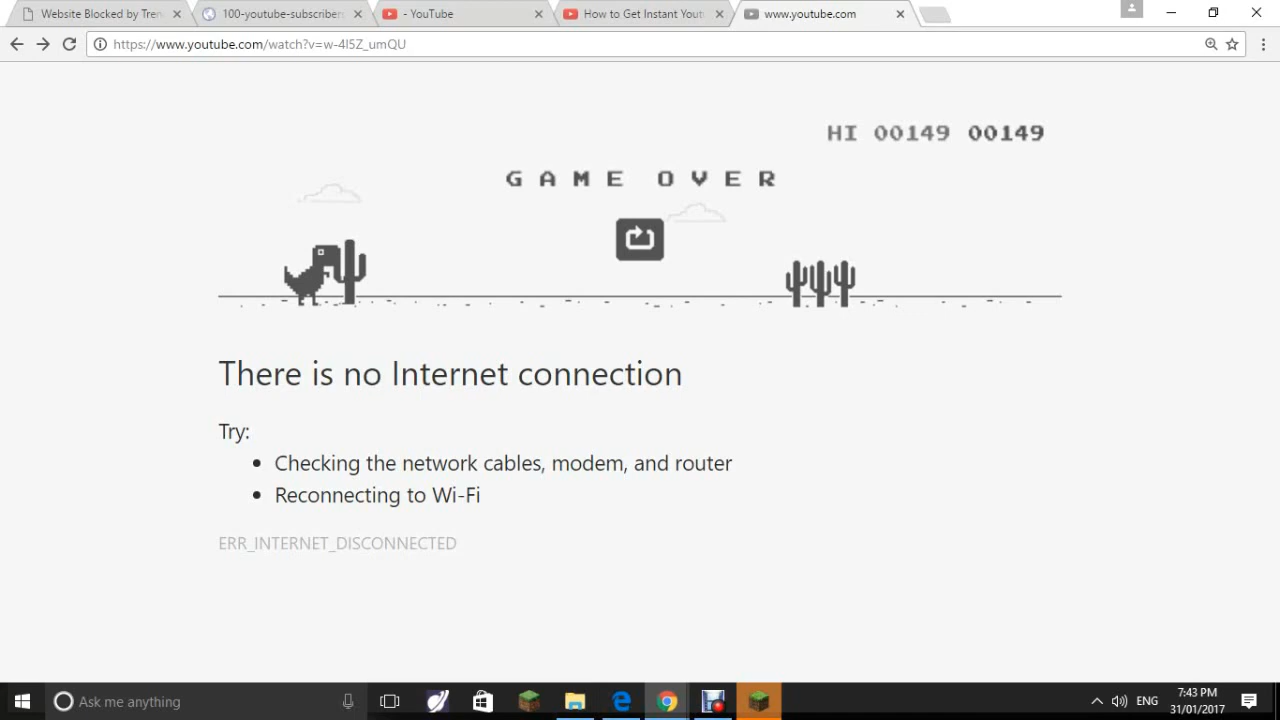 Website Blocked by Tren
100-youtube-subscribers
- YouTube
How to Get Instant Yout
www.youtube.com
https://www.youtube.com/watch?v=w-4I5Z_umQU
HI 00149 00149
GAME OVER
There is no Internet connection
Try:
Checking the network cables, modem, and router
Reconnecting to Wi-Fi
ERR_INTERNET_DISCONNECTED
Ask me anything
ENG
7:43 PM
31/01/2017